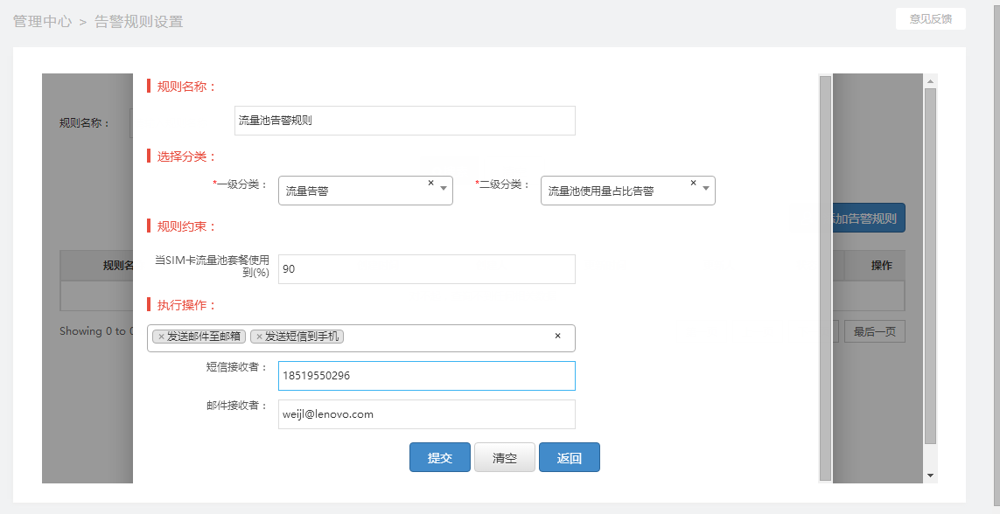 管理中心 > 告警规则设置
意见反馈
规则名称：
规则名称：
流量池告警规则
选择分类：
*一级分类：
× 流量告警
*二级分类：
× 流量池使用量占比告警
加告警规则
规则约束：
规则名
操作
当SIM卡流量池套餐使用
到(%)
90
执行操作：
Showing 0 to
最后一页
×发送邮件至邮箱 ×发送短信到手机 ×
短信接收者：
18519550296
邮件接收者：
weijl@lenovo.com
提交 清空 返回